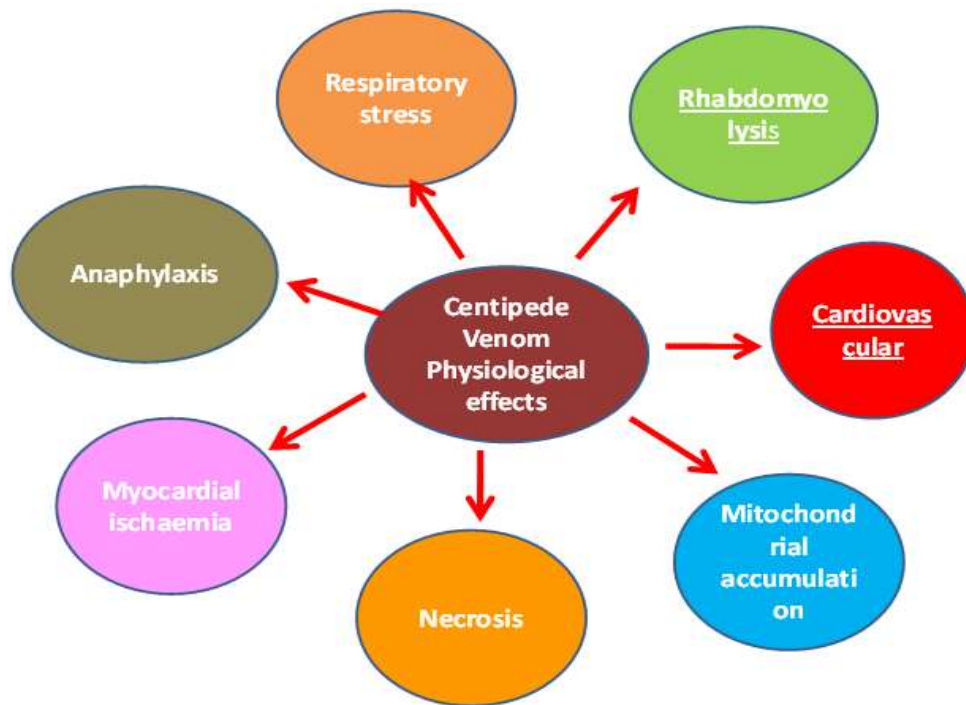 Respiratory
stress
Rhabdomyo
lysis
Anaphylaxis
Centipede
Venom
Physiological
effects
Cardiovas
cular
Myocardial
ischaemia
Mitochond
rial
accumulati
on
Necrosis